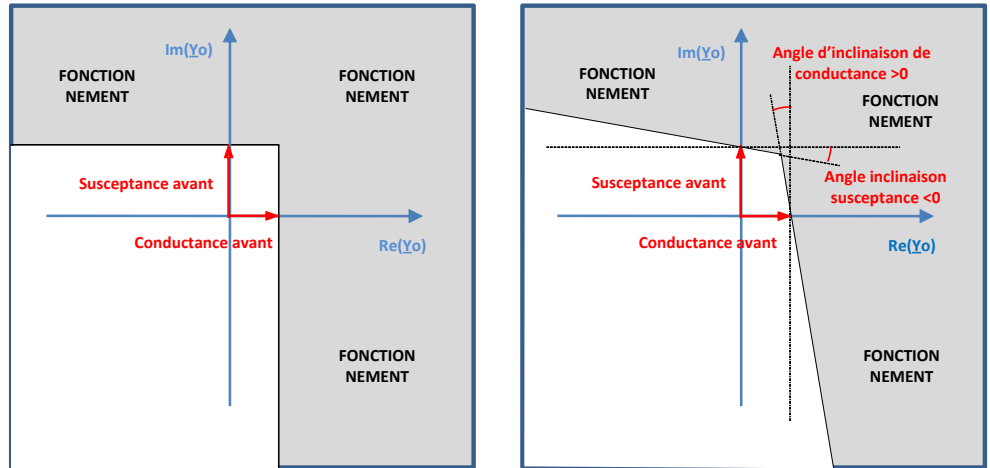 Im(Yo)
FONCTION
NEMENT
FONCTION
NEMENT
Susceptance avant
Conductance avant
Re(Yo)
FONCTION
NEMENT
Im(Yo)
Angle d'inclinaison de
conductance >0
FONCTION
NEMENT
FONCTION
NEMENT
Susceptance avant
Angle inclinaison
susceptance <0
Conductance avant
Re(Yo)
FONCTION
NEMENT